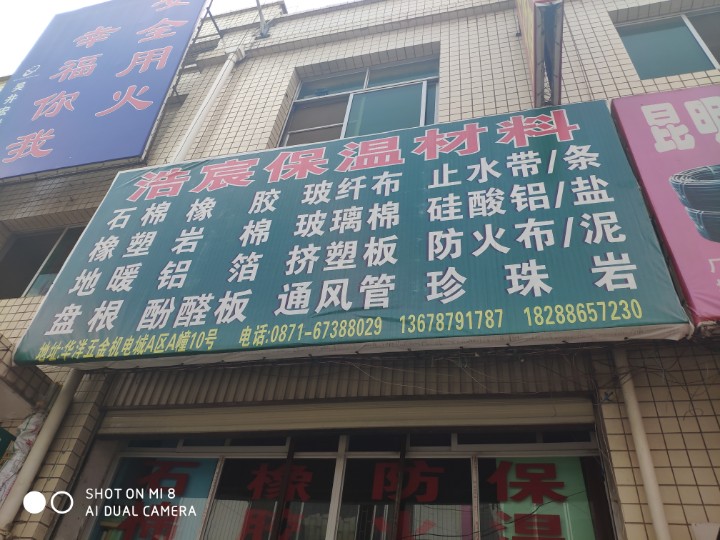 安全用火
幸福你我
昆明
浩宸保温材料
石棉橡胶 玻纤布 止水带/条
橡塑岩棉 玻璃棉 硅酸铝/盐
地暖铝箔 挤塑板 防火布/泥
盘根 酚醛板 通风管 珍珠岩
地址:华洋五金机电城A区A幢10号 电话:0871-67388029 13678791787 18288657230
石橡防保
SHOT ON MI 8
AI DUAL CAMERA